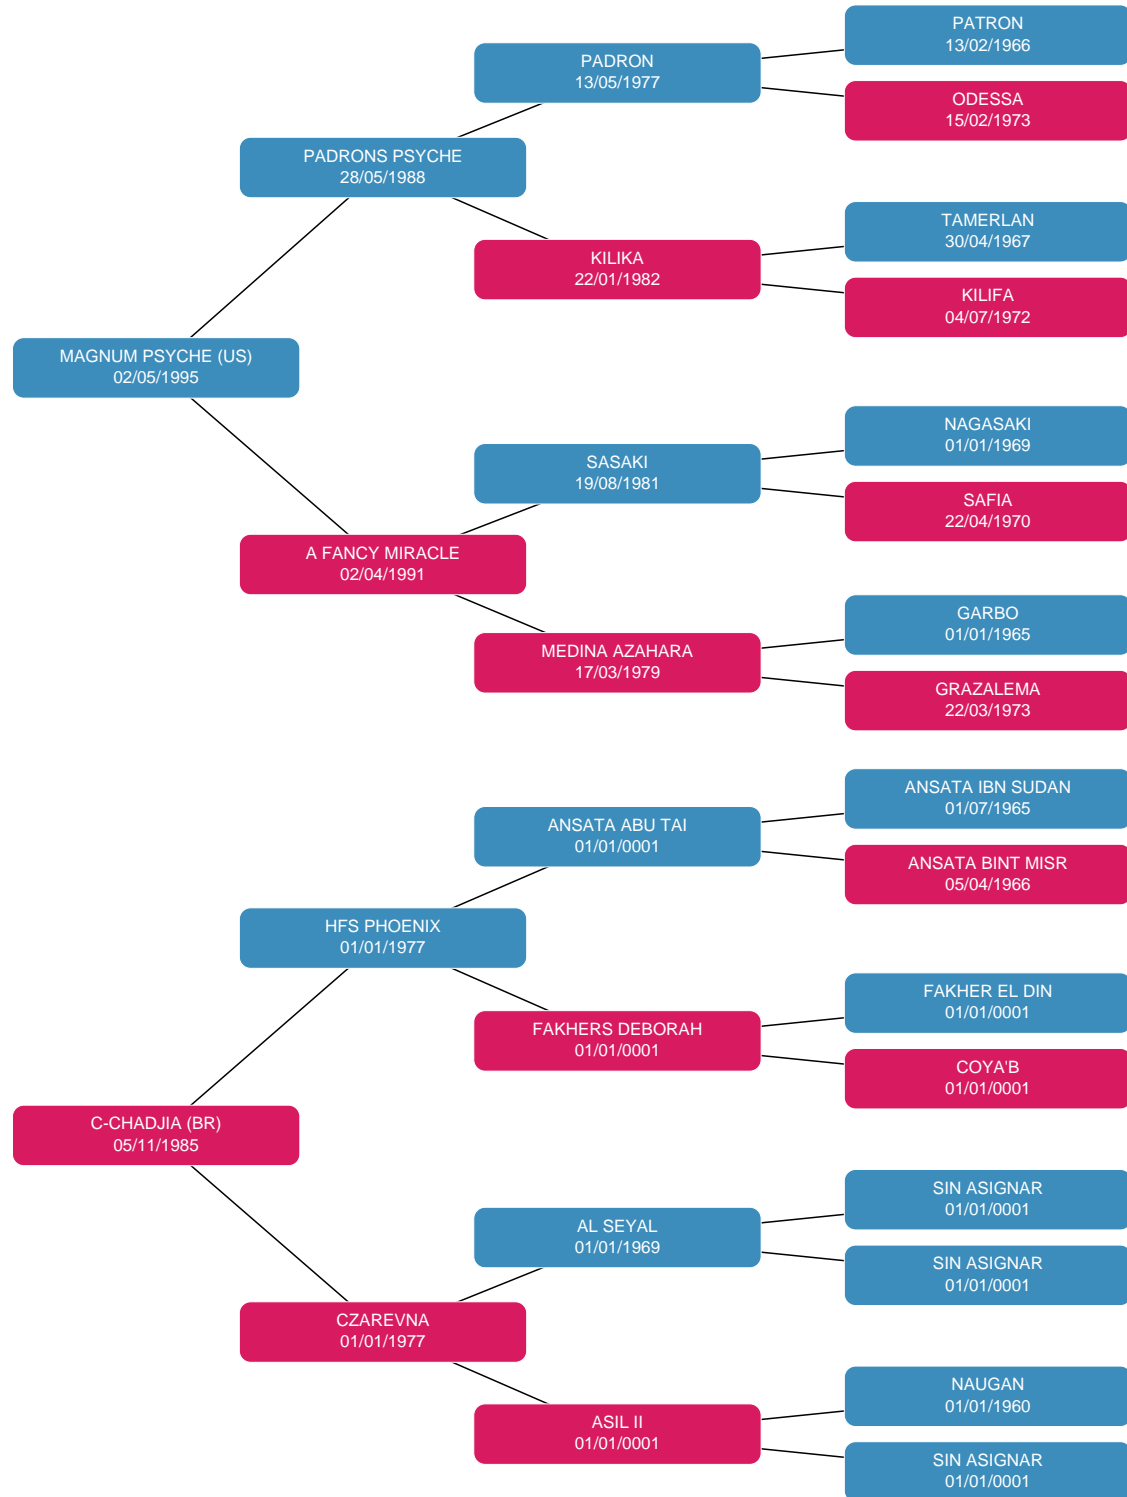 PATRON
13/02/1966
PADRON
13/05/1977
ODESSA
15/02/1973
PADRONS PSYCHE
28/05/1988
TAMERLAN
30/04/1967
KILIKA
22/01/1982
KILIFA
04/07/1972
MAGNUM PSYCHE (US)
02/05/1995
NAGASAKI
01/01/1969
SASAKI
19/08/1981
SAFIA
22/04/1970
A FANCY MIRACLE
02/04/1991
GARBO
01/01/1965
MEDINA AZAHARA
17/03/1979
GRAZALEMA
22/03/1973
ANSATA IBN SUDAN
01/07/1965
ANSATA ABU TAI
01/01/0001
ANSATA BINT MISR
05/04/1966
HFS PHOENIX
01/01/1977
FAKHER EL DIN
01/01/0001
FAKHERS DEBORAH
01/01/0001
COYA'B
01/01/0001
C-CHADJIA (BR)
05/11/1985
SIN ASIGNAR
01/01/0001
AL SEYAL
01/01/1969
SIN ASIGNAR
01/01/0001
CZAREVNA
01/01/1977
NAUGAN
01/01/1960
ASIL II
01/01/0001
SIN ASIGNAR
01/01/0001